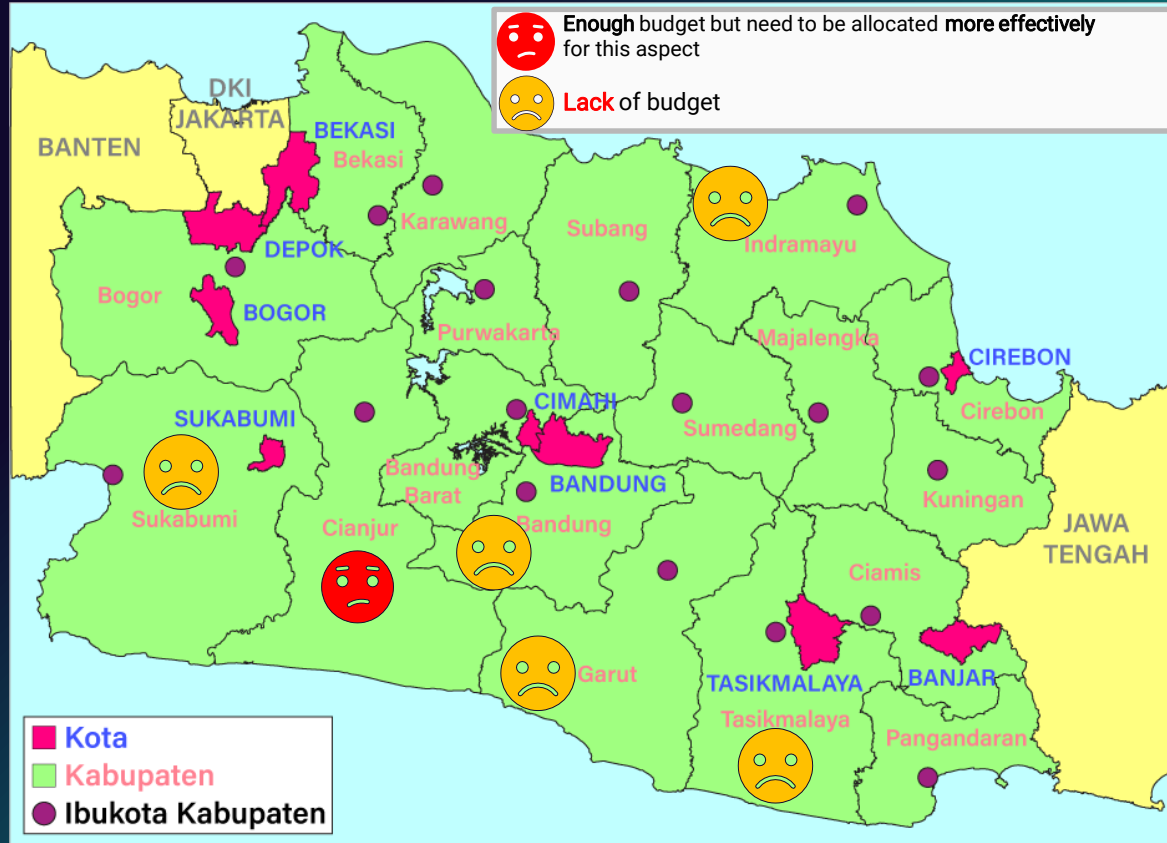 Enough budget but need to be allocated more effectively
for this aspect
Lack of budget
DKI
JAKARTA
BANTEN
BEKASI
Bekasi
Karawang
Subang
Indramayu
DEPOK
Bogor
BOGOR
Purwakarta
Majalengka
CIREBON
Cirebon
SUKABUMI
CIMAHI
Sumedang
Bandung
Barat
BANDUNG
Kuningan
Sukabumi
Cianjur
Bandung
JAWA
TENGAH
Ciamis
Garut
TASIKMALAYA
BANJAR
Tasikmalaya
Pangandaran
Kota
Kabupaten
Ibukota Kabupaten